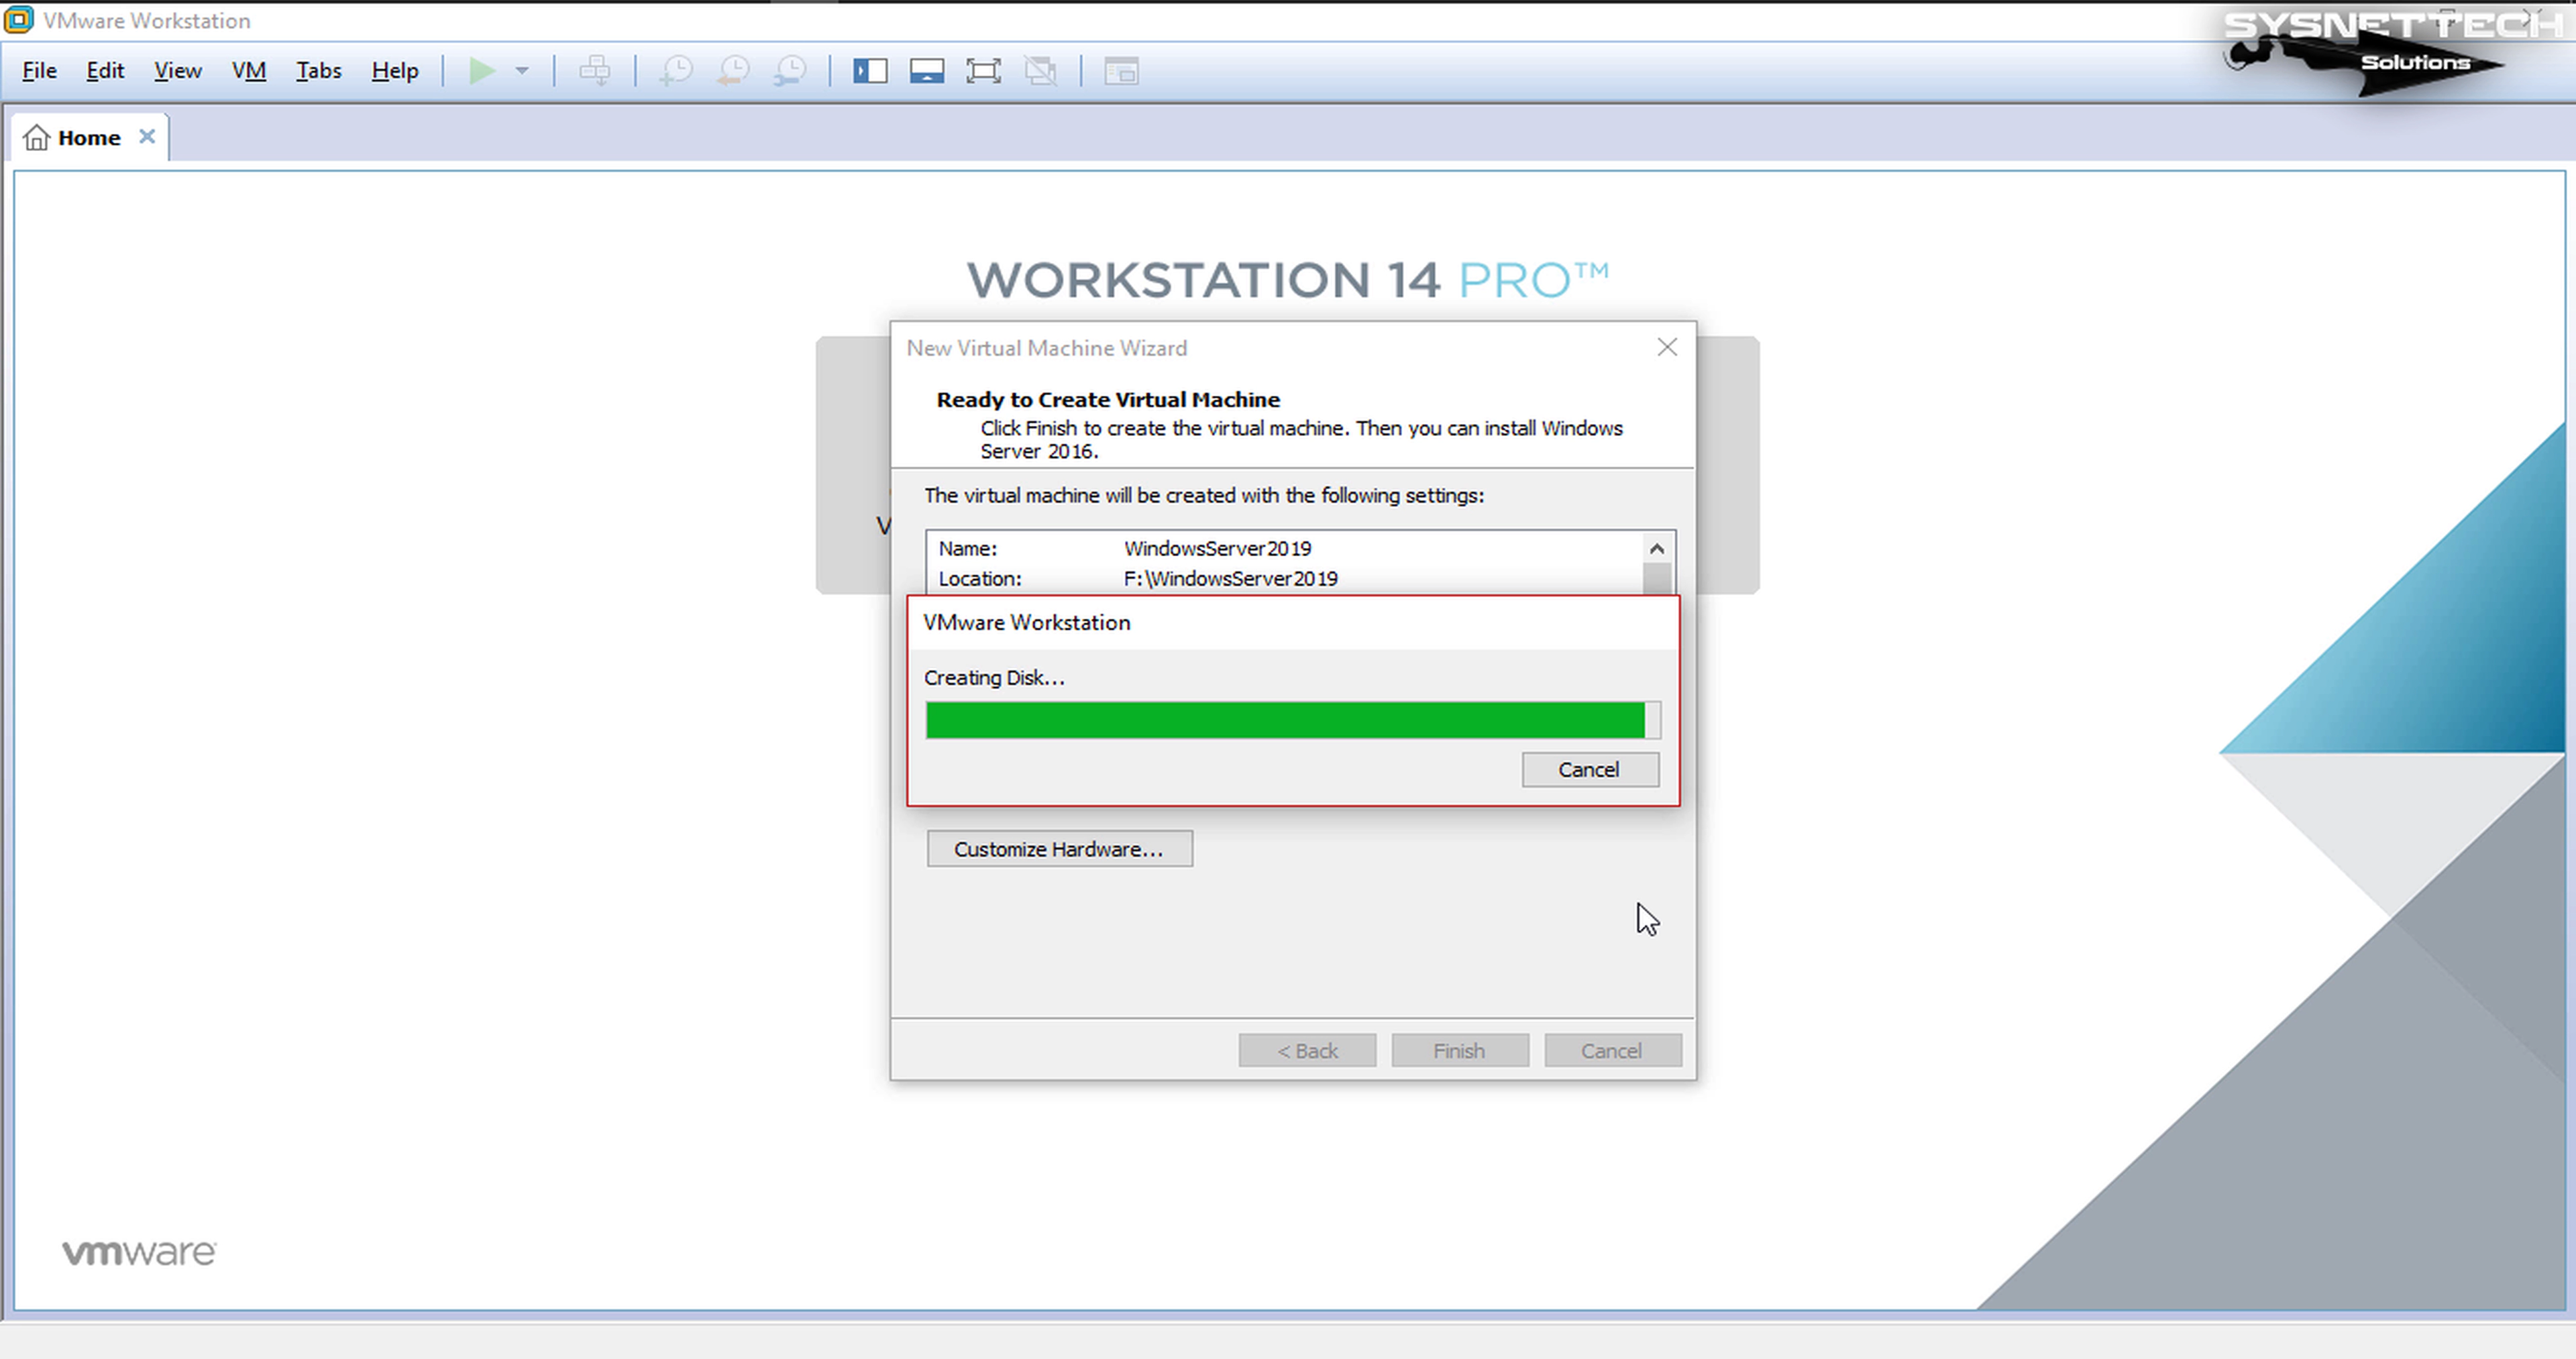 VMware Workstation
SYSNETTECH
Solutions
File Edit View VM Tabs Help
Home
WORKSTATION 14 PRO™
New Virtual Machine Wizard
Ready to Create Virtual Machine
Click Finish to create the virtual machine. Then you can install Windows
Server 2016.
The virtual machine will be created with the following settings:
V
Name: WindowsServer2019
Location: F:\WindowsServer2019
VMware Workstation
Creating Disk...
Cancel
Customize Hardware...
< Back Finish Cancel
vmware